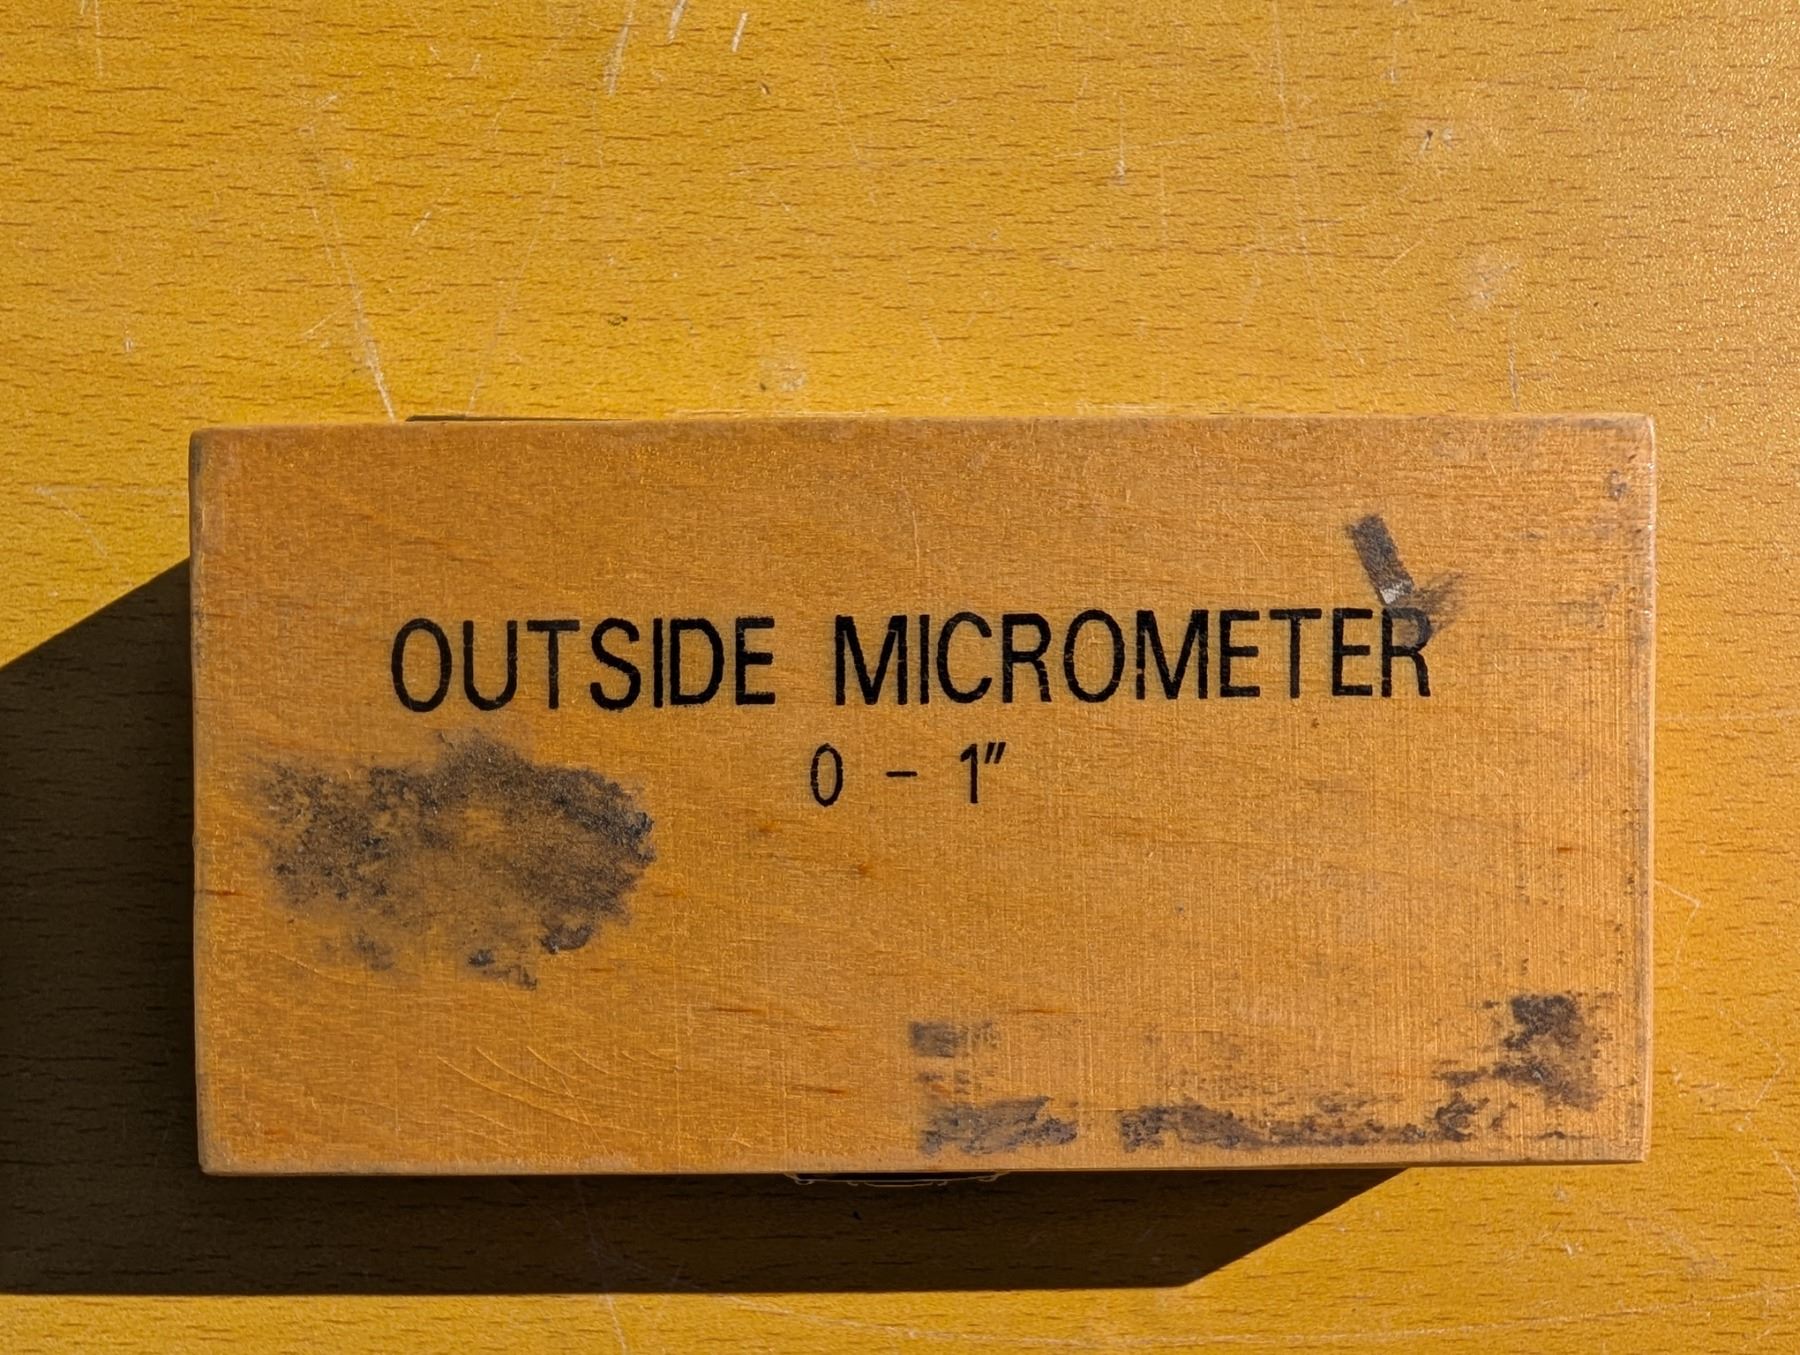 OUTSIDE MICROMETER
0 – 1"